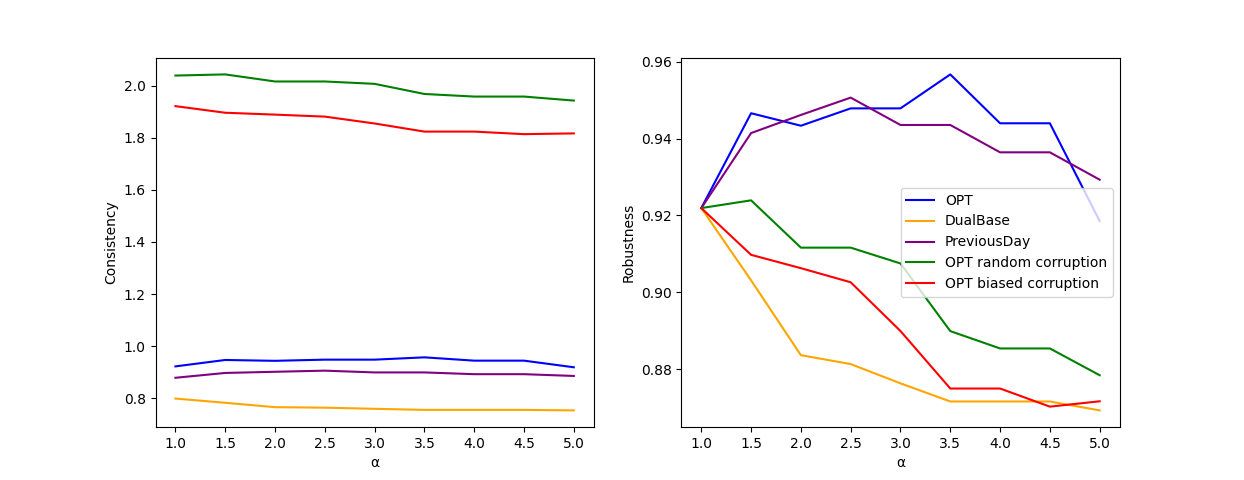 Consistency
2.0
1.8
1.6
1.4
1.2
1.0
0.8
1.0 1.5 2.0 2.5 3.0 3.5 4.0 4.5 5.0
α
Robustness
0.96
0.94
0.92
0.90
0.88
OPT
DualBase
PreviousDay
OPT random corruption
OPT biased corruption
1.0 1.5 2.0 2.5 3.0 3.5 4.0 4.5 5.0
α